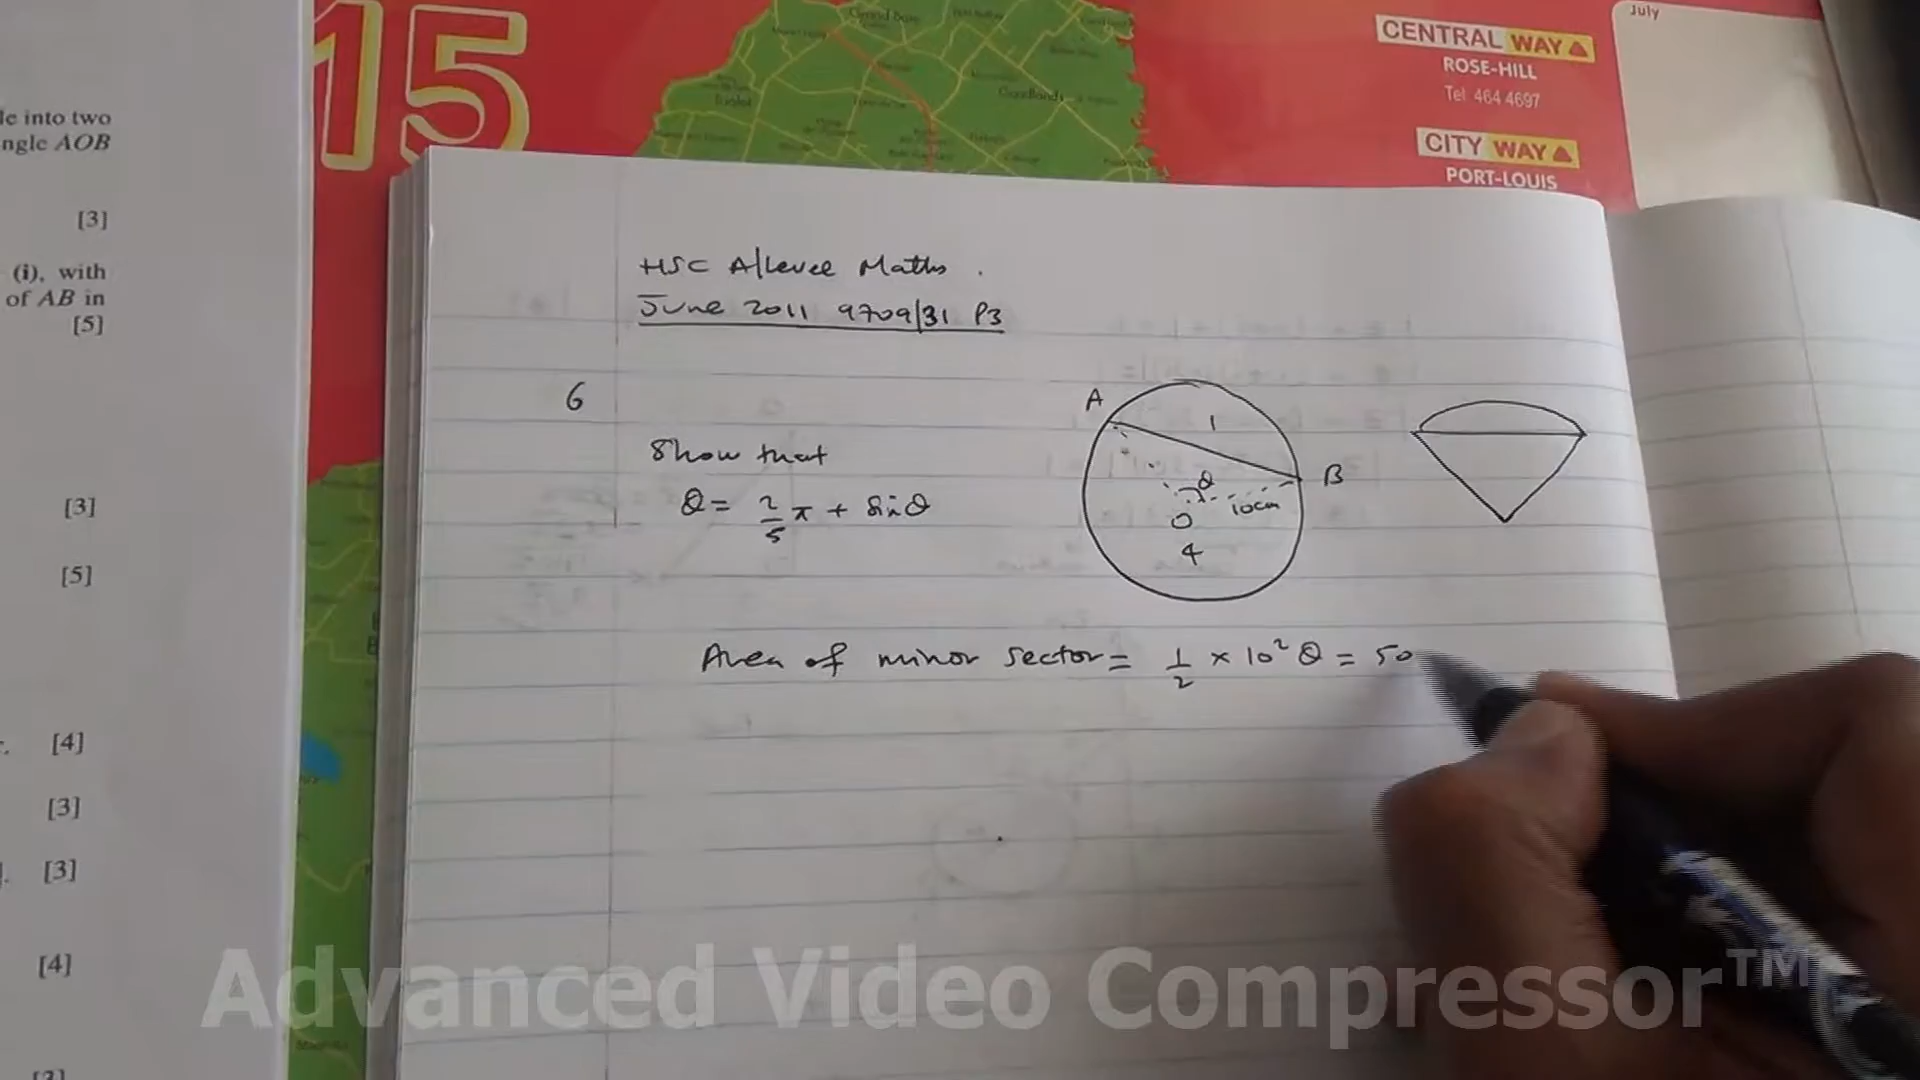 15
CENTRAL WAY
ROSE-HILL
Tel 464 4697
CITY WAY
PORT-LOUIS
July
Grand Baie
Goodlands
le into two
ngle AOB
[3]
(i), with
of AB in
[5]
[3]
[5]
[4]
[3]
[3]
[4]
HSC A/Level Maths.
June 2011 9709/31 P3
6
Show that
θ = 2/5 π + sinθ
A
1
B
θ
10cm
O
4
Area of minor sector = 1/2 × 10² θ = 50
Advanced Video Compressor™